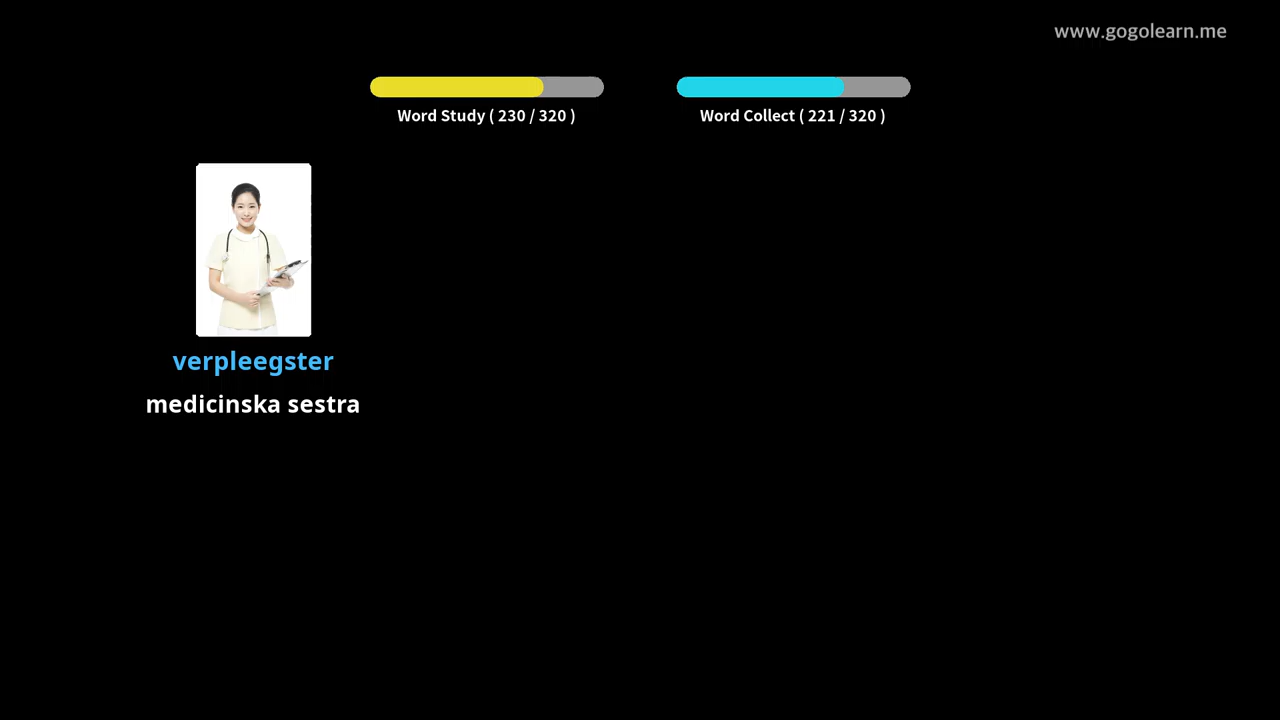 www.gogolearn.me
Word Study ( 230 / 320 )
Word Collect ( 221 / 320 )
verpleegster
medicinska sestra